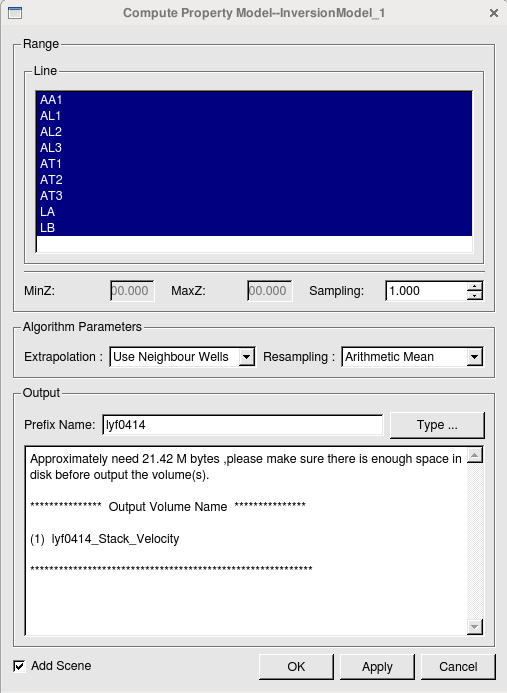 Compute Property Model--InversionModel_1
Range
Line
AA1
AL1
AL2
AL3
AT1
AT2
AT3
LA
LB
MinZ: 00.000 MaxZ: 00.000 Sampling: 1.000
Algorithm Parameters
Extrapolation : Use Neighbour Wells Resampling : Arithmetic Mean
Output
Prefix Name: lyf0414 Type ...
Approximately need 21.42 M bytes ,please make sure there is enough space in
disk before output the volume(s).
*************** Output Volume Name ***************
(1) lyf0414_Stack_Velocity
***********************************************************
Add Scene OK Apply Cancel